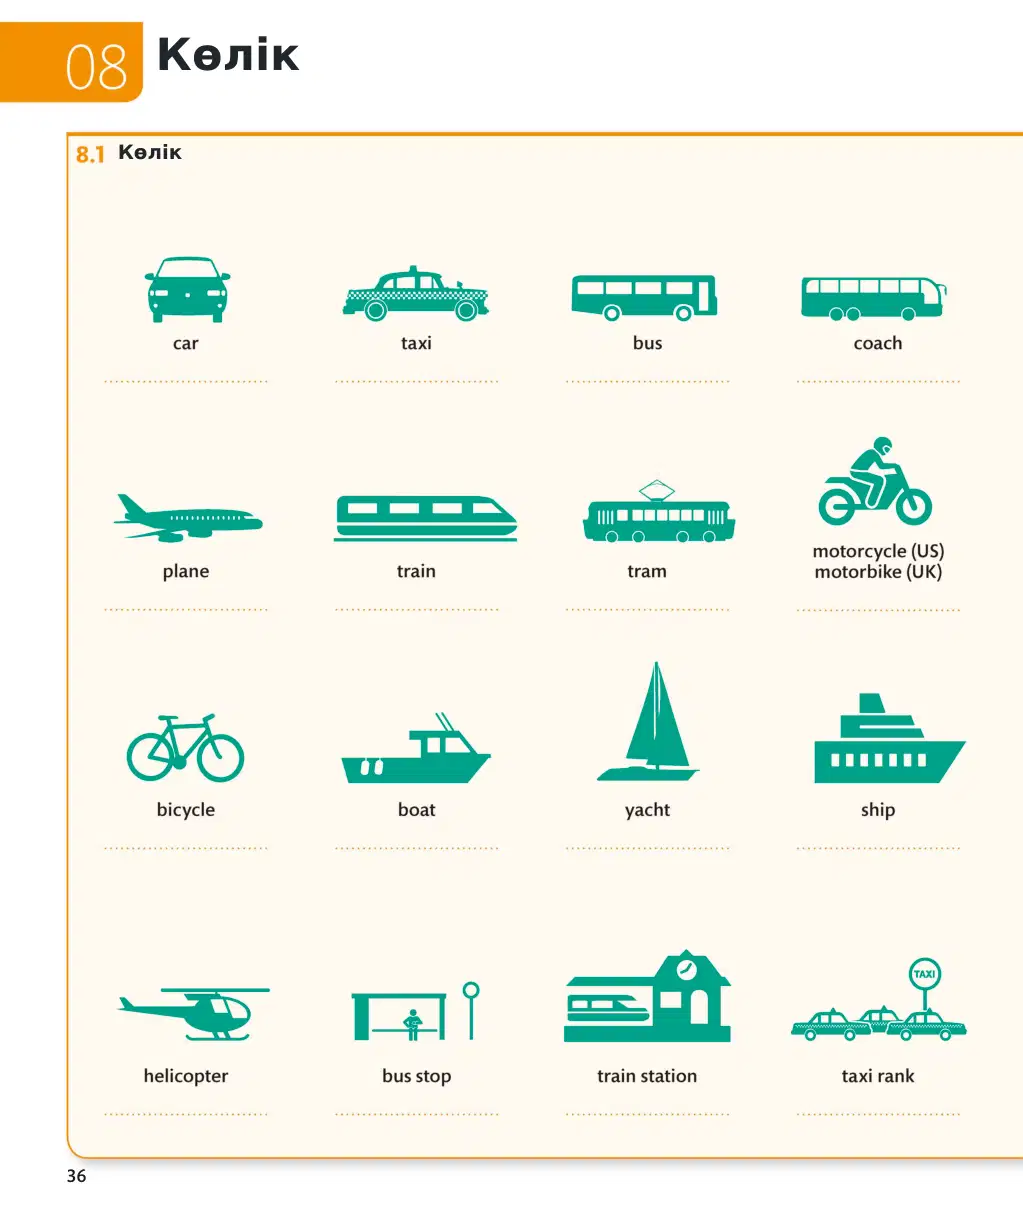 08 Көлік
8.1 Көлік
car
taxi
bus
coach
plane
train
tram
motorcycle (US)
motorbike (UK)
bicycle
boat
yacht
ship
TAXI
helicopter
bus stop
train station
taxi rank
36